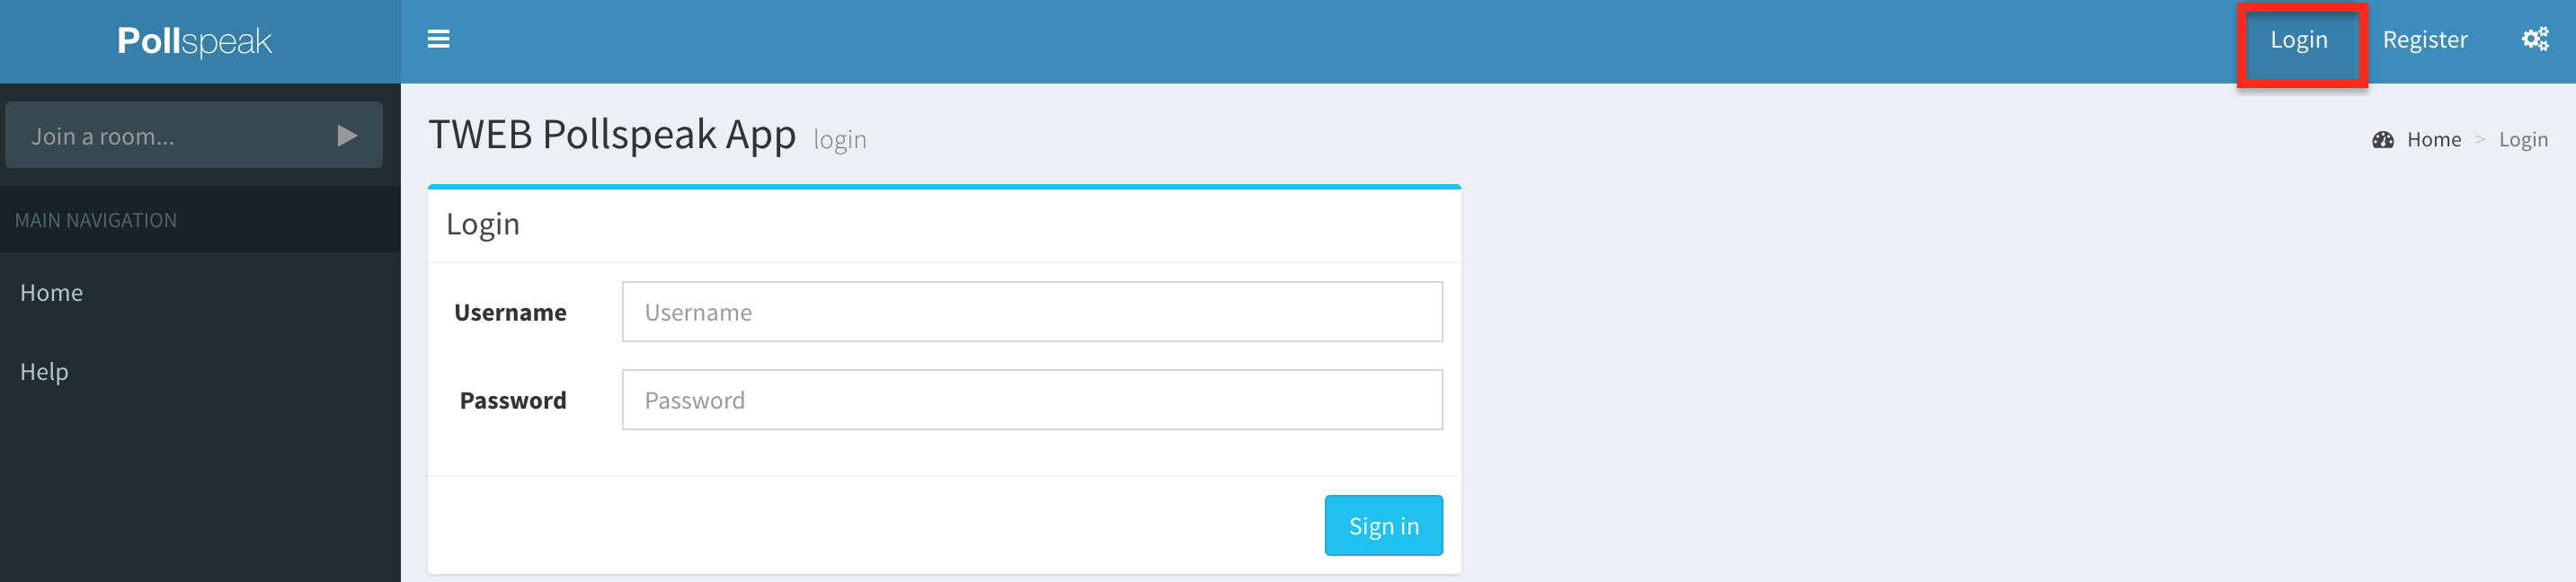 Pollspeak
Login
Register
Join a room...
MAIN NAVIGATION
Home
Help
TWEB Pollspeak App login
Home > Login
Login
Username
Username
Password
Password
Sign in